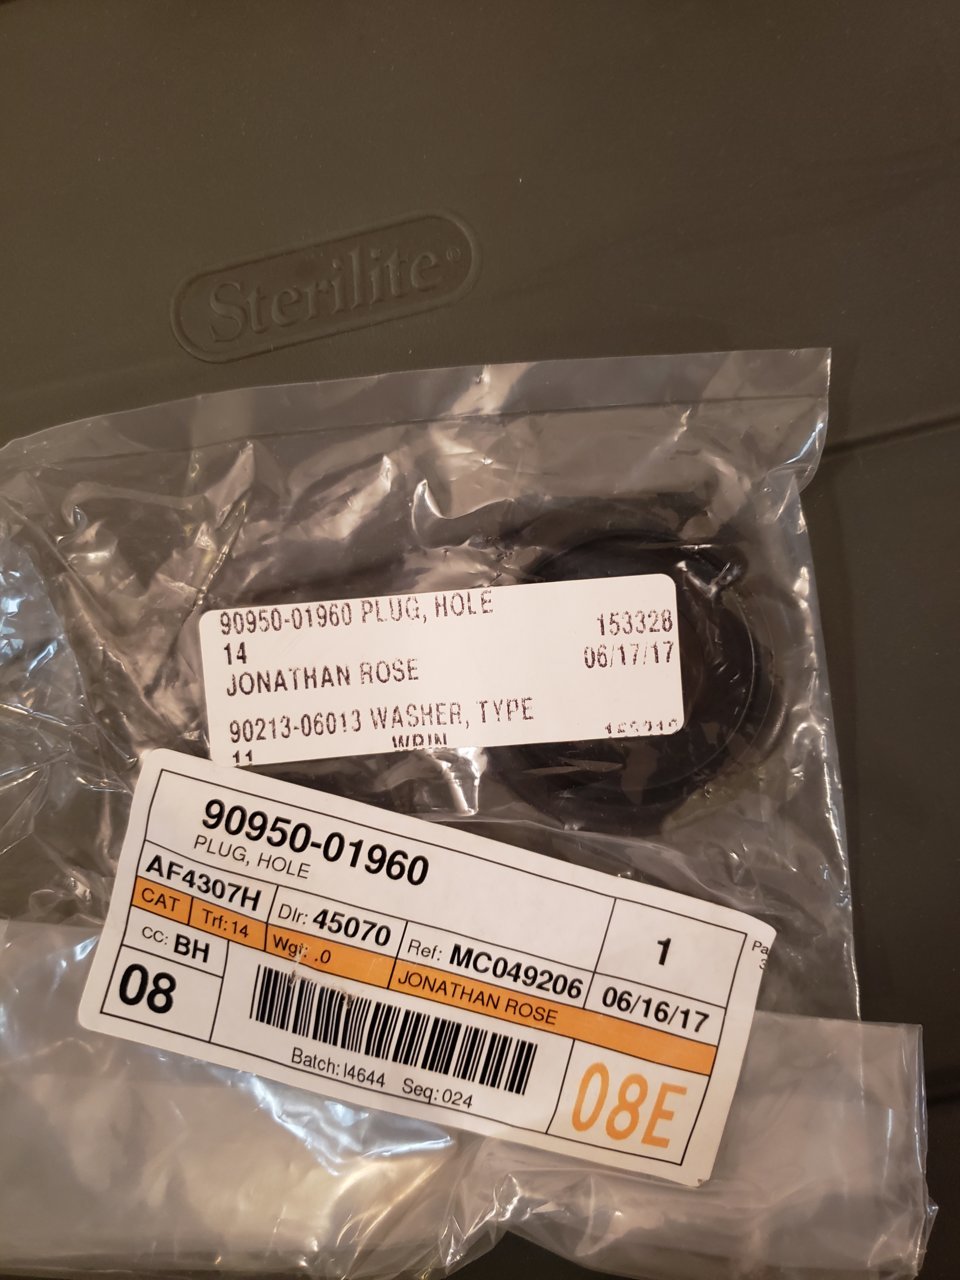 Sterilite®
90950-01960 PLUG, HOLE
14 153328
JONATHAN ROSE 06/17/17
90213-06013 WASHER, TYPE
11
90950-01960
PLUG, HOLE
AF4307H Dlr: 45070 Ref: MC049206 1
CAT Trf: 14 Wgt: .0 JONATHAN ROSE 06/16/17
CC: BH
08
Batch: I4644 Seq: 024
08E
Pa